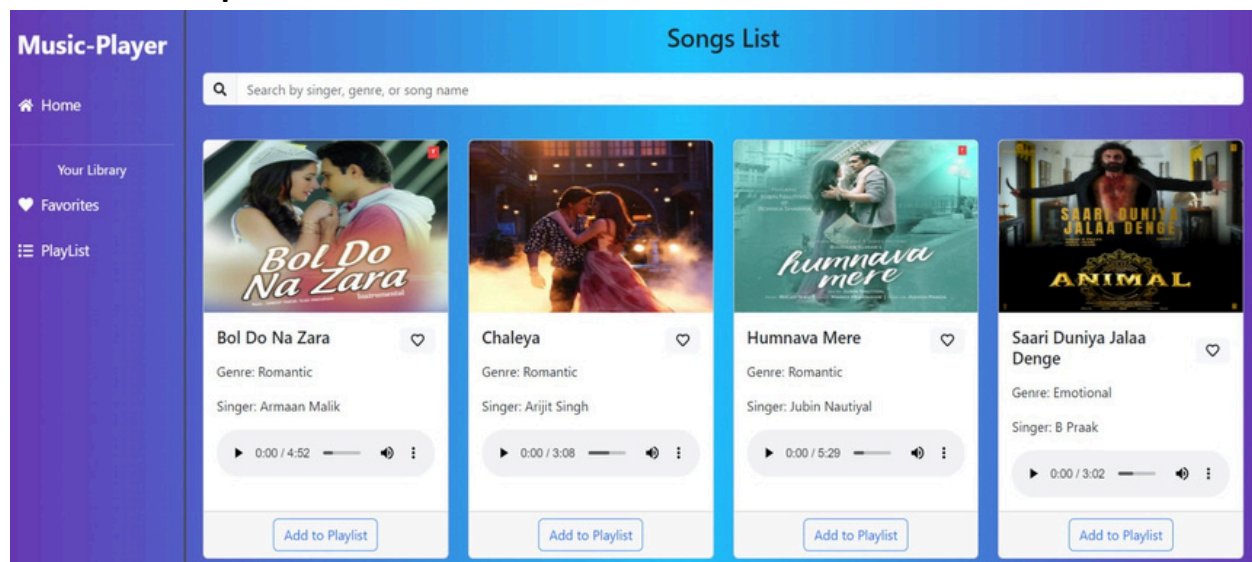 Music-Player
Home
Your Library
Favorites
PlayList
Songs List
Search by singer, genre, or song name
Bol Do
Na Zara
Instrumental
Bol Do Na Zara
Genre: Romantic
Singer: Armaan Malik
0:00 / 4:52
Add to Playlist
Chaleya
Genre: Romantic
Singer: Arijit Singh
0:00 / 3:08
Add to Playlist
humnava
mere
Humnava Mere
Genre: Romantic
Singer: Jubin Nautiyal
0:00 / 5:29
Add to Playlist
SAARI DUNIYA
JALAA DENGE
ANIMAL
Saari Duniya Jalaa
Denge
Genre: Emotional
Singer: B Praak
0:00 / 3:02
Add to Playlist